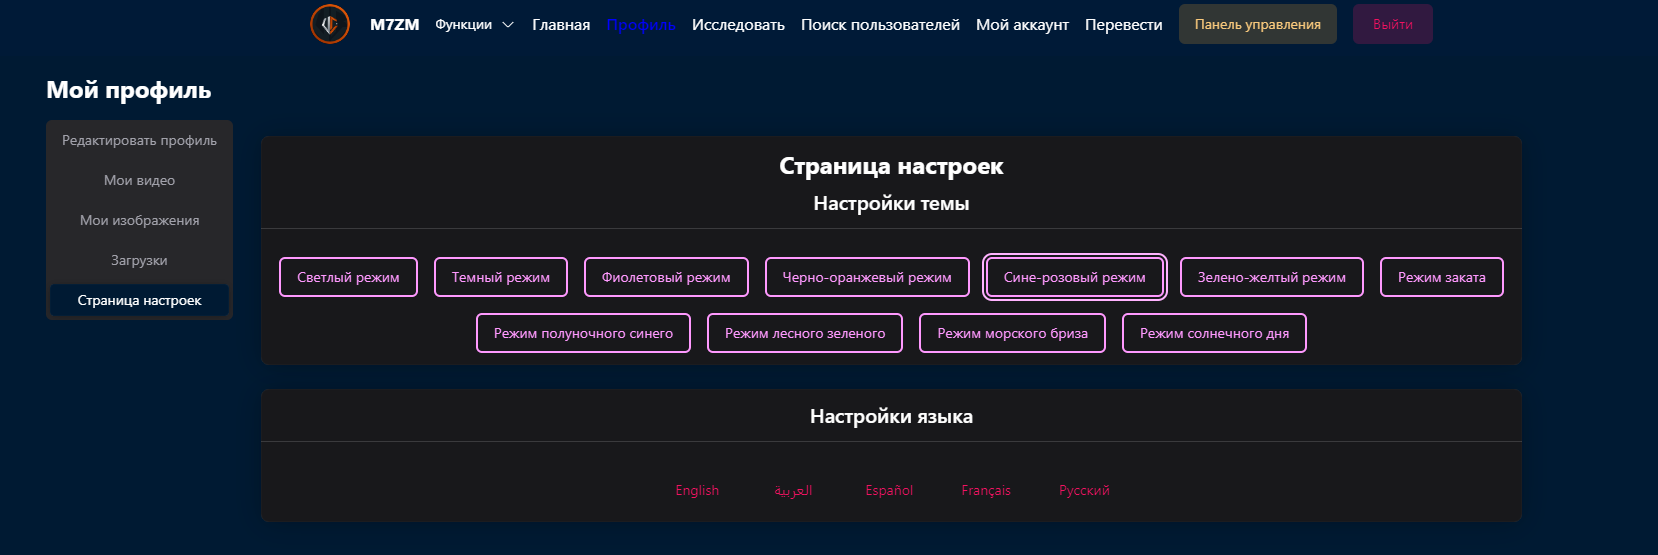 M7ZM Функции Главная Профиль Исследовать Поиск пользователей Мой аккаунт Перевести Панель управления Выйти
Мой профиль
Редактировать профиль
Мои видео
Мои изображения
Загрузки
Страница настроек
Страница настроек
Настройки темы
Светлый режим Темный режим Фиолетовый режим Черно-оранжевый режим Сине-розовый режим Зелено-желтый режим Режим заката
Режим полуночного синего Режим лесного зеленого Режим морского бриза Режим солнечного дня
Настройки языка
English العربية Español Français Русский